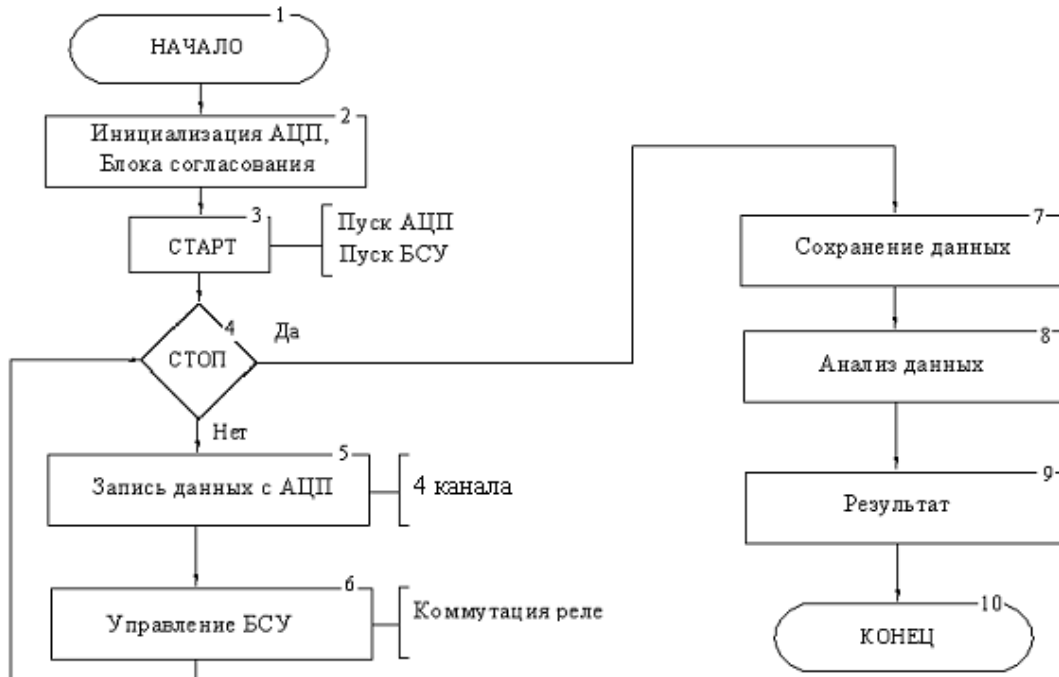 1
НАЧАЛО
2
Инициализация АЦП,
Блока согласования
3
СТАРТ
Пуск АЦП
Пуск БСУ
4
СТОП
Да
Нет
5
Запись данных с АЦП
4 канала
6
Управление БСУ
Коммутация реле
7
Сохранение данных
8
Анализ данных
9
Результат
10
КОНЕЦ